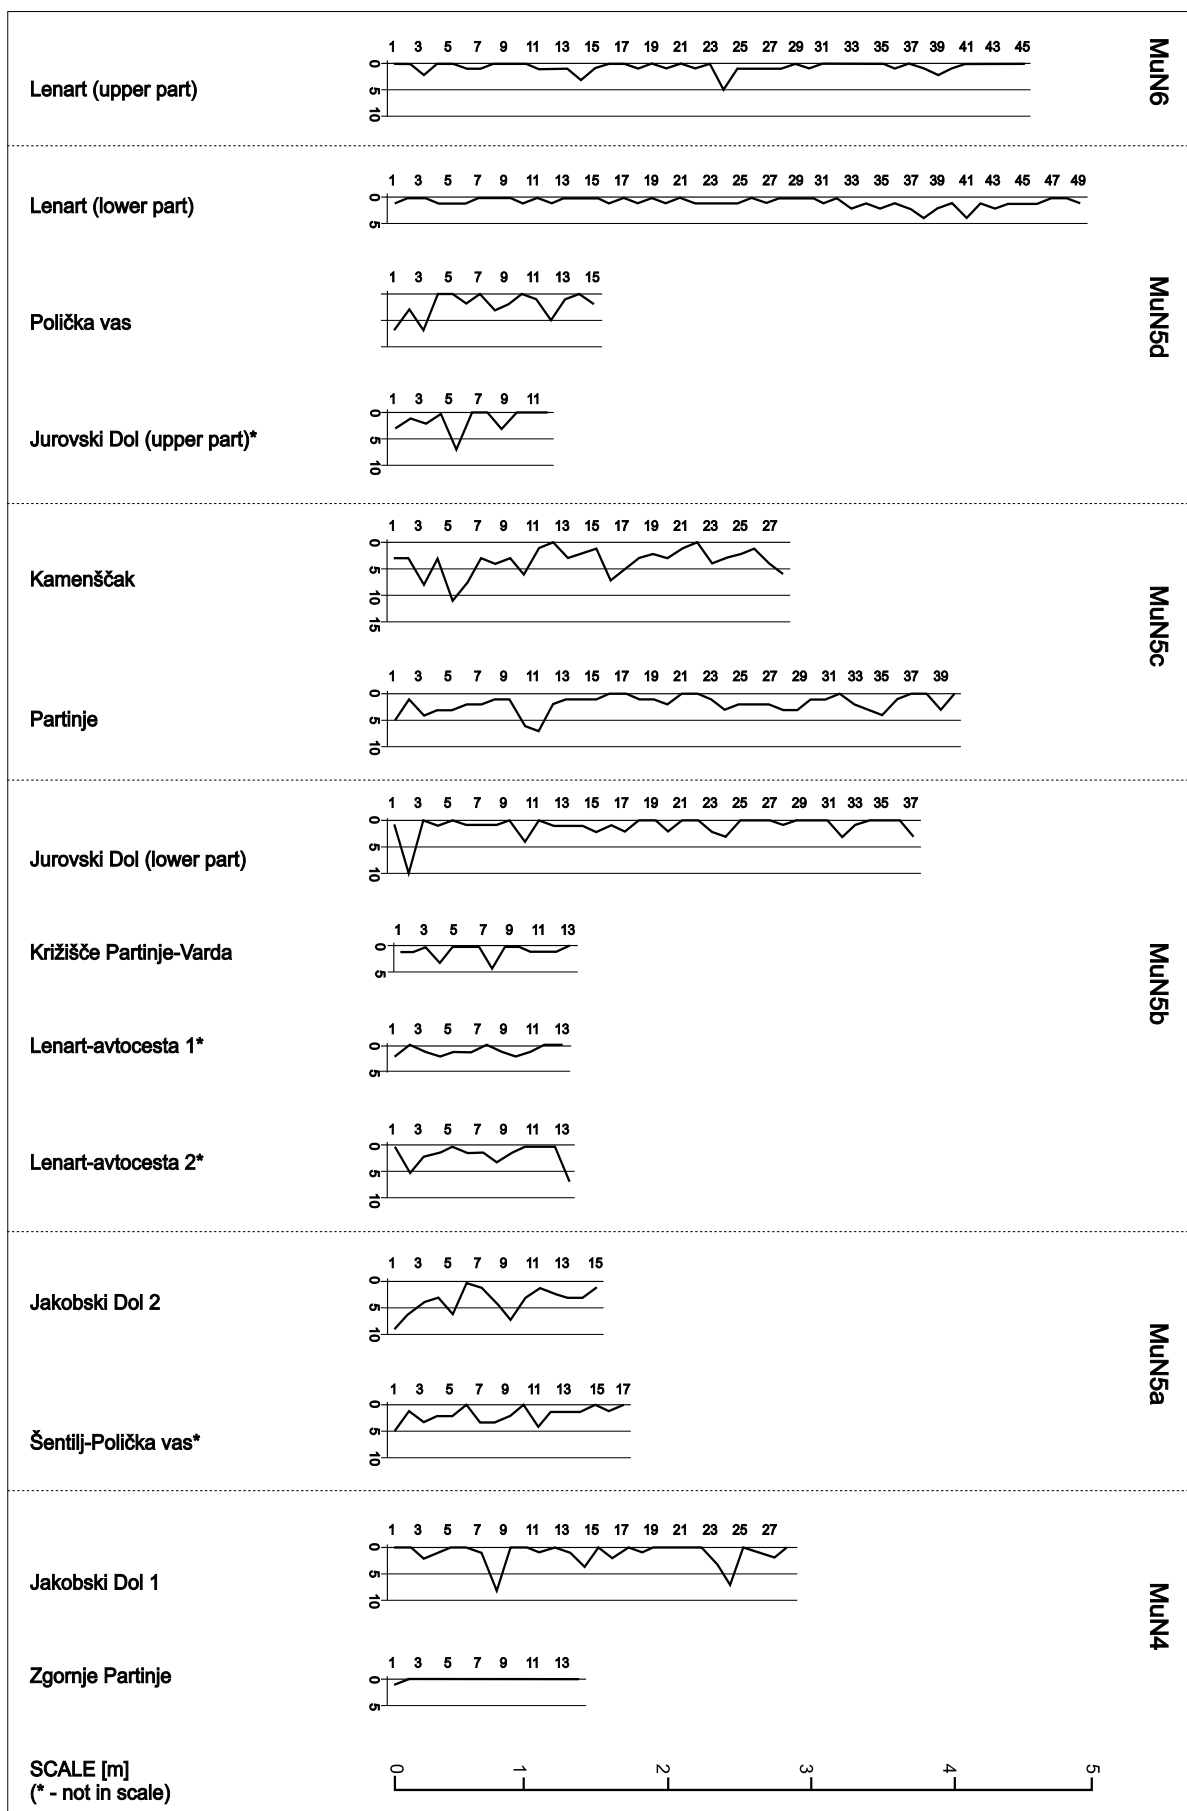 1 3 5 7 9 11 13 15 17 19 21 23 25 27 29 31 33 35 37 39 41 43 45
0
5
10
Lenart (upper part)
MuN6
1 3 5 7 9 11 13 15 17 19 21 23 25 27 29 31 33 35 37 39 41 43 45 47 49
0
5
Lenart (lower part)
1 3 5 7 9 11 13 15
Polička vas
MuN5d
1 3 5 7 9 11
0
5
10
Jurovski Dol (upper part)*
1 3 5 7 9 11 13 15 17 19 21 23 25 27
0
5
10
15
Kamenščak
MuN5c
1 3 5 7 9 11 13 15 17 19 21 23 25 27 29 31 33 35 37 39
0
5
10
Partinje
1 3 5 7 9 11 13 15 17 19 21 23 25 27 29 31 33 35 37
0
5
10
Jurovski Dol (lower part)
1 3 5 7 9 11 13
0
5
Križišče Partinje-Varda
MuN5b
1 3 5 7 9 11 13
0
5
Lenart-avtocesta 1*
1 3 5 7 9 11 13
0
5
10
Lenart-avtocesta 2*
1 3 5 7 9 11 13 15
0
5
10
Jakobski Dol 2
MuN5a
1 3 5 7 9 11 13 15 17
0
5
10
Šentilj-Polička vas*
1 3 5 7 9 11 13 15 17 19 21 23 25 27
0
5
10
Jakobski Dol 1
MuN4
1 3 5 7 9 11 13
0
5
Zgornje Partinje
SCALE [m]
(* - not in scale)
0 1 2 3 4 5